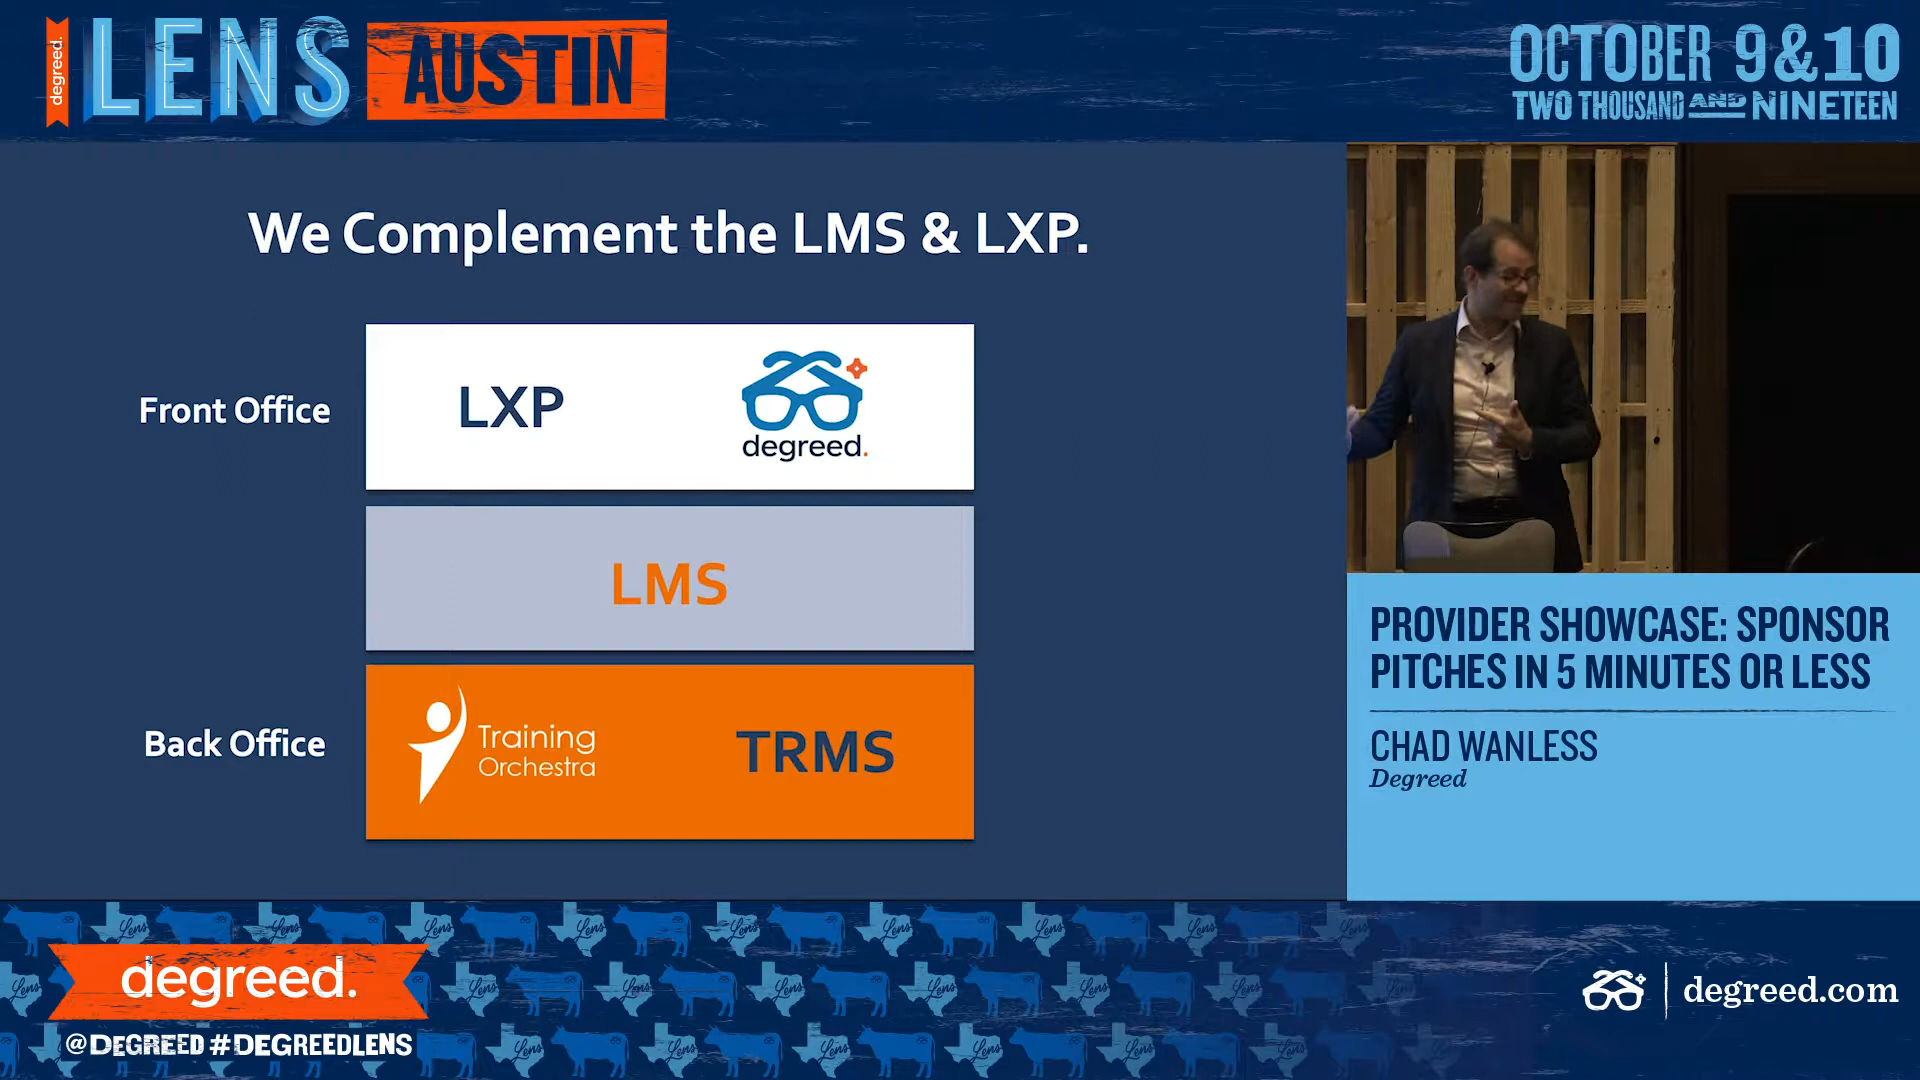 degreed.
LENS
AUSTIN
OCTOBER 9&10
TWO THOUSAND AND NINETEEN
We Complement the LMS & LXP.
Front Office
LXP
degreed.
LMS
Back Office
Training
Orchestra
TRMS
PROVIDER SHOWCASE: SPONSOR
PITCHES IN 5 MINUTES OR LESS
CHAD WANLESS
Degreed
degreed.
@DEGREED #DEGREEDLENS
Lens
degreed.com